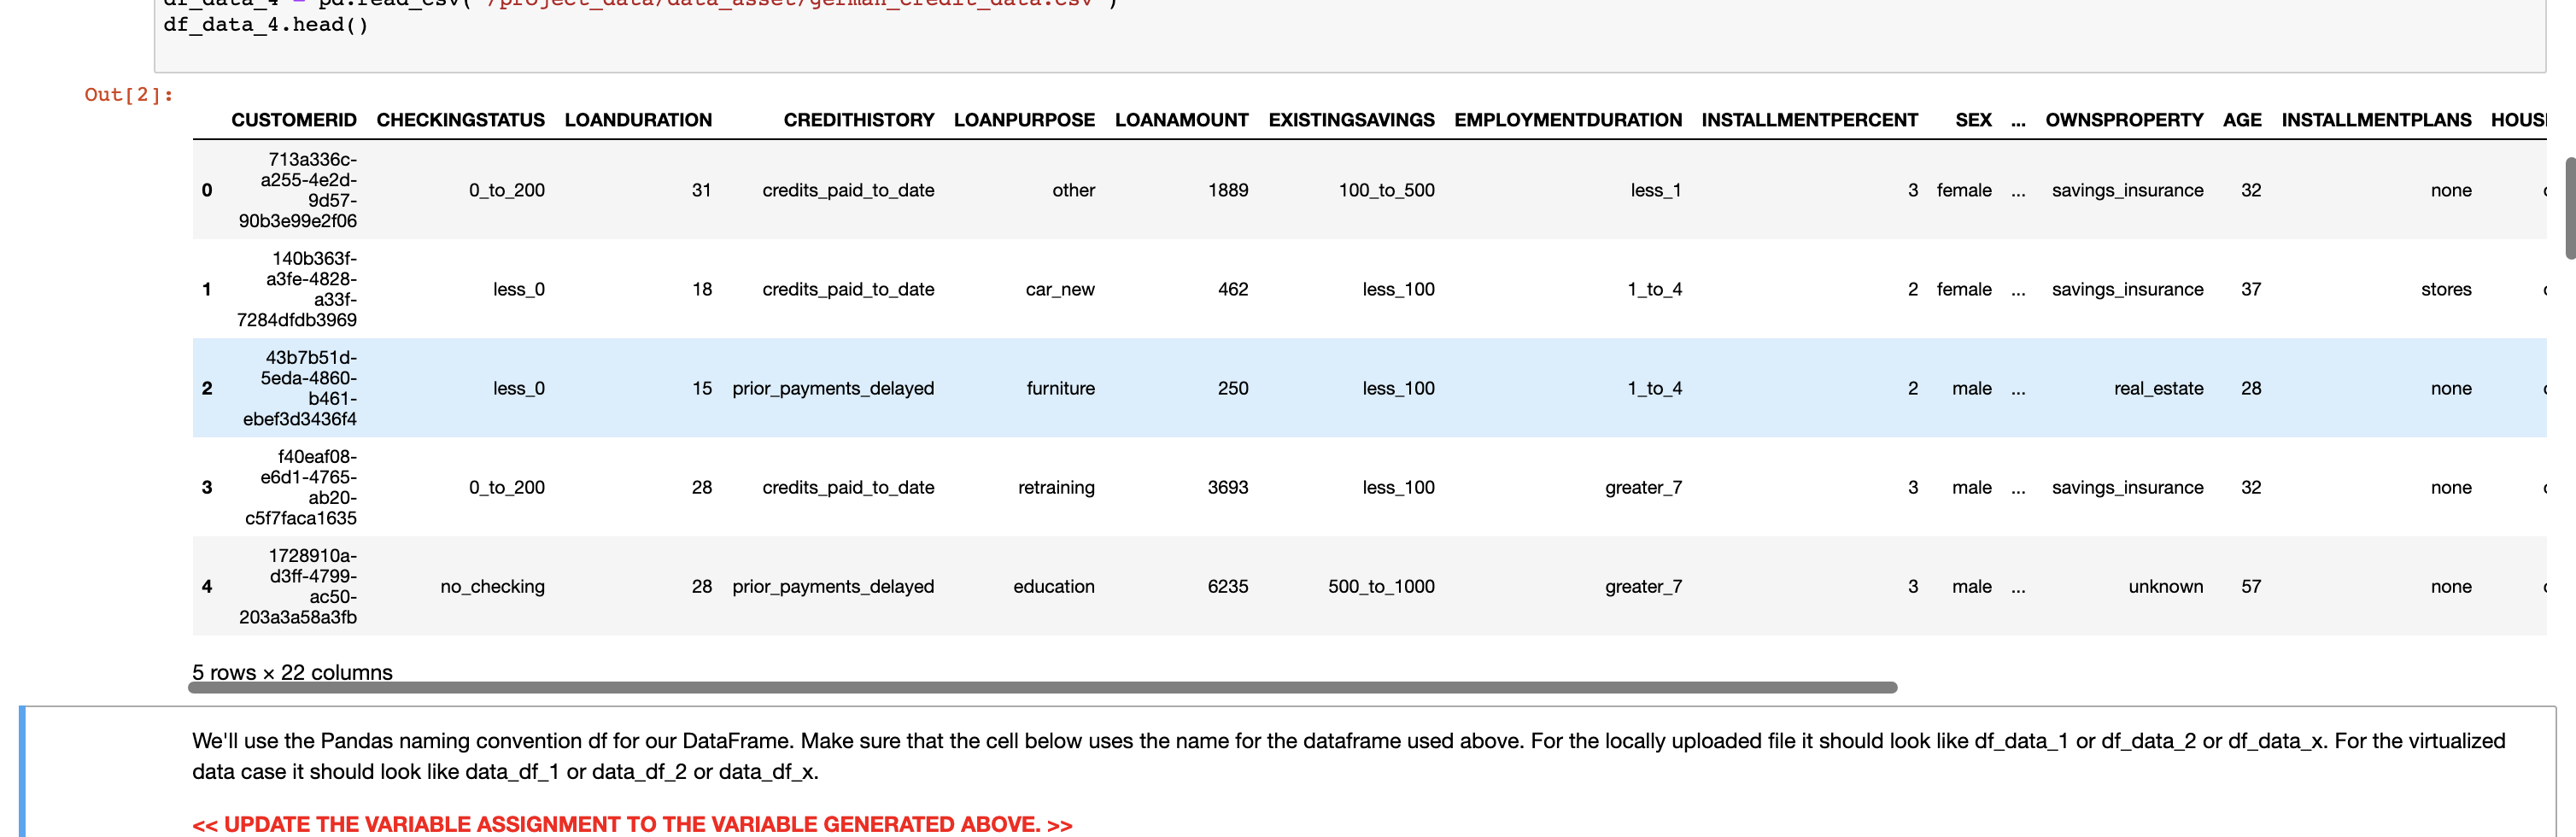 df_data_4 = pd.read_csv('/project_data/data_asset/german_credit_data.csv')
df_data_4.head()
Out[2]:
CUSTOMERID CHECKINGSTATUS LOANDURATION CREDITHISTORY LOANPURPOSE LOANAMOUNT EXISTINGSAVINGS EMPLOYMENTDURATION INSTALLMENTPERCENT SEX ... OWNSPROPERTY AGE INSTALLMENTPLANS HOUSI
713a336c-
a255-4e2d-
0 9d57- 0_to_200 31 credits_paid_to_date other 1889 100_to_500 less_1 3 female ... savings_insurance 32 none
90b3e99e2f06
140b363f-
a3fe-4828-
1 a33f- less_0 18 credits_paid_to_date car_new 462 less_100 1_to_4 2 female ... savings_insurance 37 stores
7284dfdb3969
43b7b51d-
5eda-4860-
2 b461- less_0 15 prior_payments_delayed furniture 250 less_100 1_to_4 2 male ... real_estate 28 none
ebef3d3436f4
f40eaf08-
e6d1-4765-
3 ab20- 0_to_200 28 credits_paid_to_date retraining 3693 less_100 greater_7 3 male ... savings_insurance 32 none
c5f7faca1635
1728910a-
d3ff-4799-
4 ac50- no_checking 28 prior_payments_delayed education 6235 500_to_1000 greater_7 3 male ... unknown 57 none
203a3a58a3fb
5 rows × 22 columns
We'll use the Pandas naming convention df for our DataFrame. Make sure that the cell below uses the name for the dataframe used above. For the locally uploaded file it should look like df_data_1 or df_data_2 or df_data_x. For the virtualized
data case it should look like data_df_1 or data_df_2 or data_df_x.
<< UPDATE THE VARIABLE ASSIGNMENT TO THE VARIABLE GENERATED ABOVE. >>